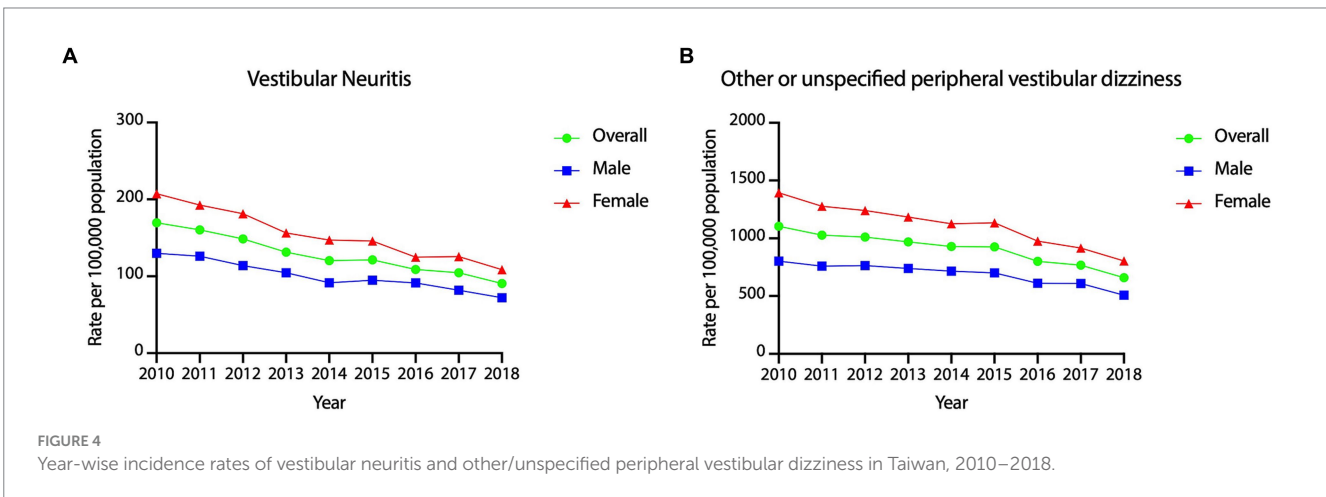 A
Vestibular Neuritis
Rate per 100,000 population
300
200
100
0
2010 2011 2012 2013 2014 2015 2016 2017 2018
Year
Overall
Male
Female
B
Other or unspecified peripheral vestibular dizziness
Rate per 100,000 population
2000
1500
1000
500
0
2010 2011 2012 2013 2014 2015 2016 2017 2018
Year
Overall
Male
Female
FIGURE 4
Year-wise incidence rates of vestibular neuritis and other/unspecified peripheral vestibular dizziness in Taiwan, 2010–2018.